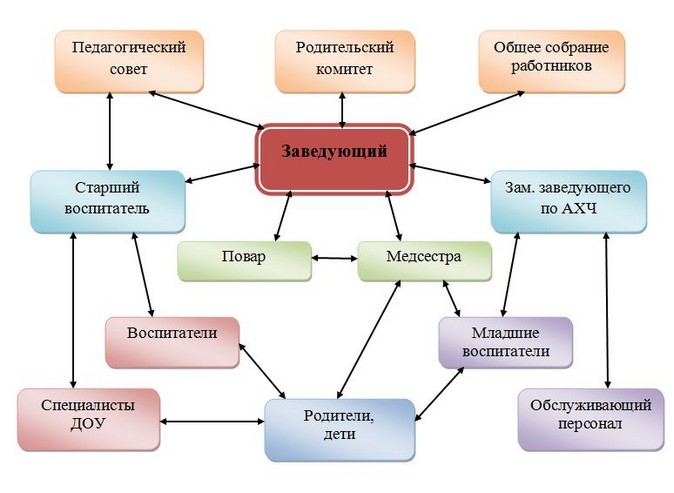 Педагогический
совет
Родительский
комитет
Общее собрание
работников
Заведующий
Старший
воспитатель
Зам. заведующего
по АХЧ
Повар
Медсестра
Воспитатели
Младшие
воспитатели
Специалисты
ДОУ
Родители,
дети
Обслуживающий
персонал